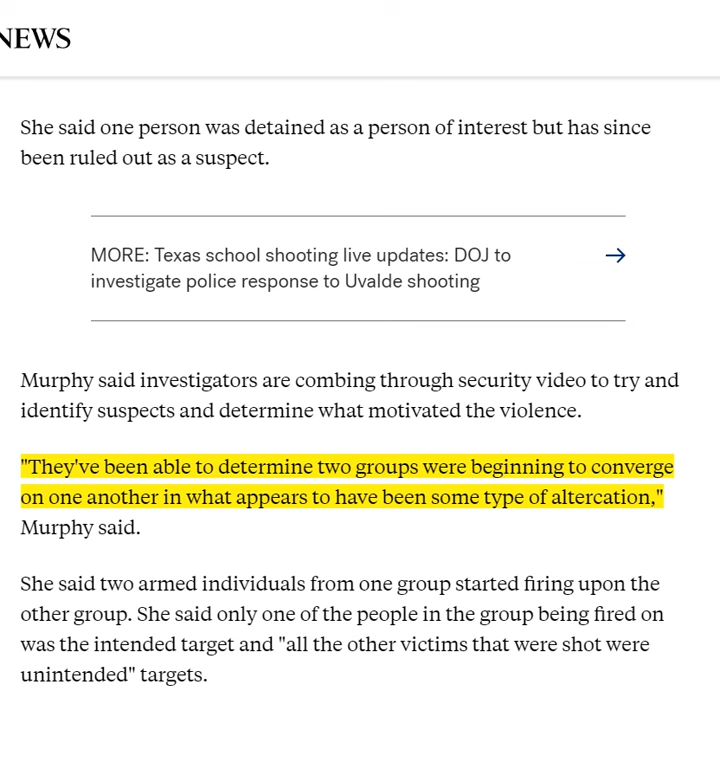 NEWS
She said one person was detained as a person of interest but has since
been ruled out as a suspect.
MORE: Texas school shooting live updates: DOJ to
investigate police response to Uvalde shooting
Murphy said investigators are combing through security video to try and
identify suspects and determine what motivated the violence.
"They've been able to determine two groups were beginning to converge
on one another in what appears to have been some type of altercation,"
Murphy said.
She said two armed individuals from one group started firing upon the
other group. She said only one of the people in the group being fired on
was the intended target and "all the other victims that were shot were
unintended" targets.